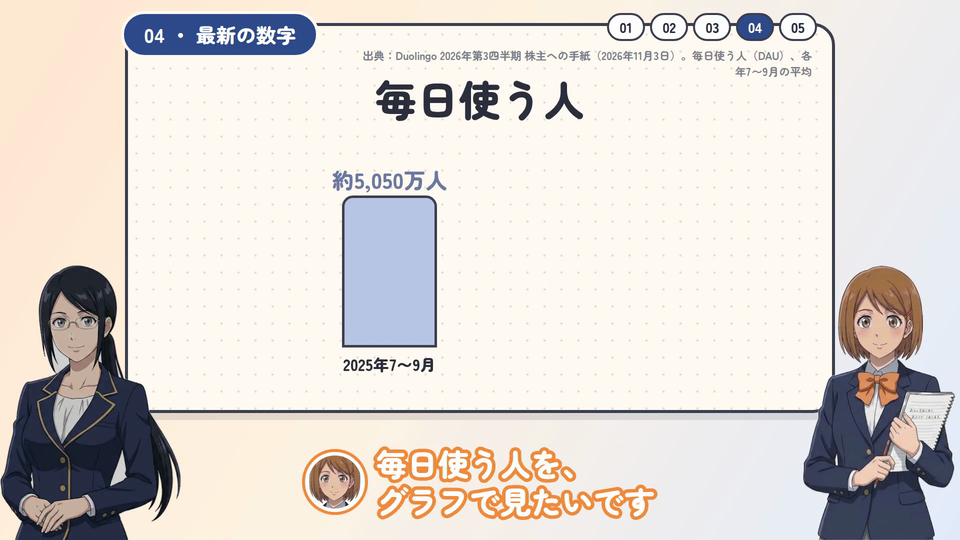 04 ・ 最新の数字
01 02 03 04 05
出典：Duolingo 2026年第3四半期 株主への手紙（2026年11月3日）。毎日使う人（DAU）、各
年7〜9月の平均
毎日使う人
約5,050万人
2025年7〜9月
毎日使う人を、
グラフで見たいです